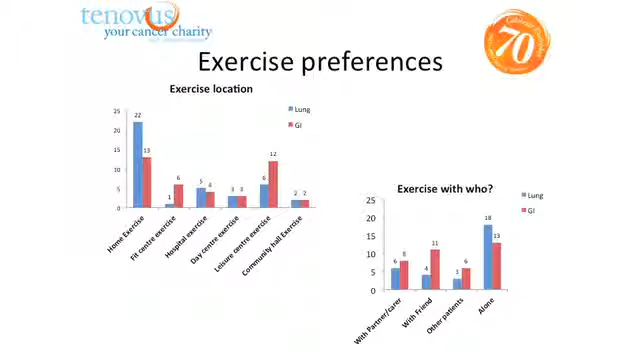 tenovus
your cancer charity
70
Exercise preferences
Exercise location
Lung
GI
25
20
15
10
5
0
22
13
1
6
5
4
3
3
6
12
2
2
Home Exercise
Fit centre exercise
Hospital exercise
Day centre exercise
Leisure centre exercise
Community hall Exercise
Exercise with who?
Lung
GI
25
20
15
10
5
0
6
8
4
11
3
6
18
13
With Partner/carer
With Friend
Other patients
Alone